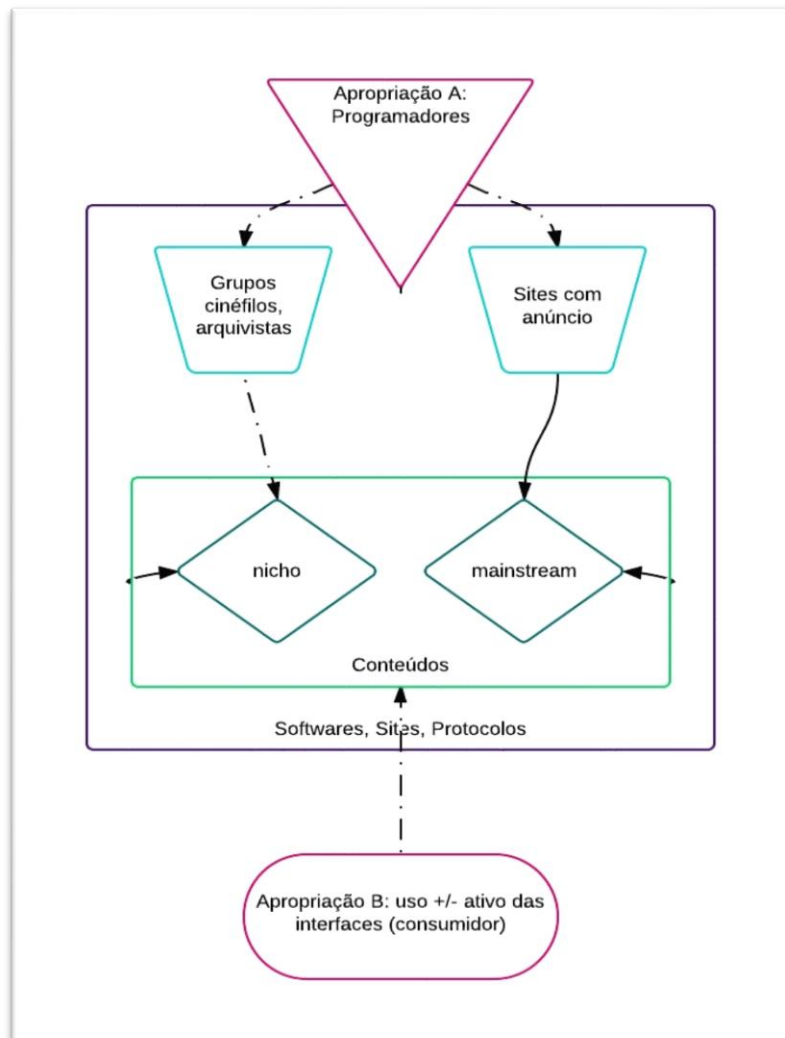 Apropriação A:
Programadores
Grupos
cinéfilos,
arquivistas
Sites com
anúncio
nicho
mainstream
Conteúdos
Softwares, Sites, Protocolos
Apropriação B: uso +/- ativo das
interfaces (consumidor)